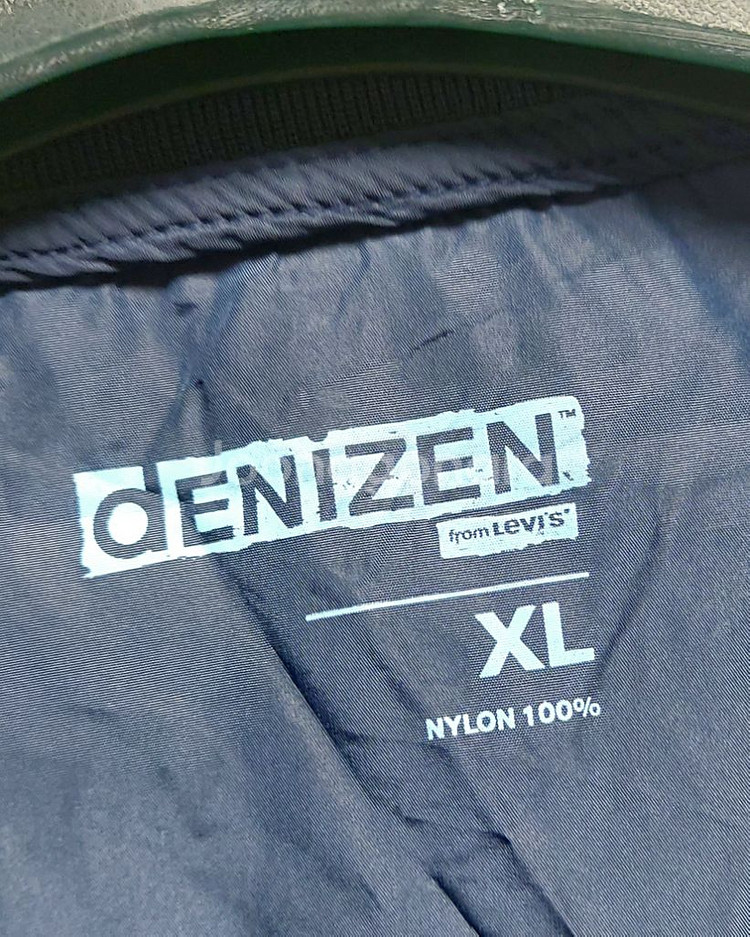 dENIZEN™
from Levi's®
XL
NYLON 100%